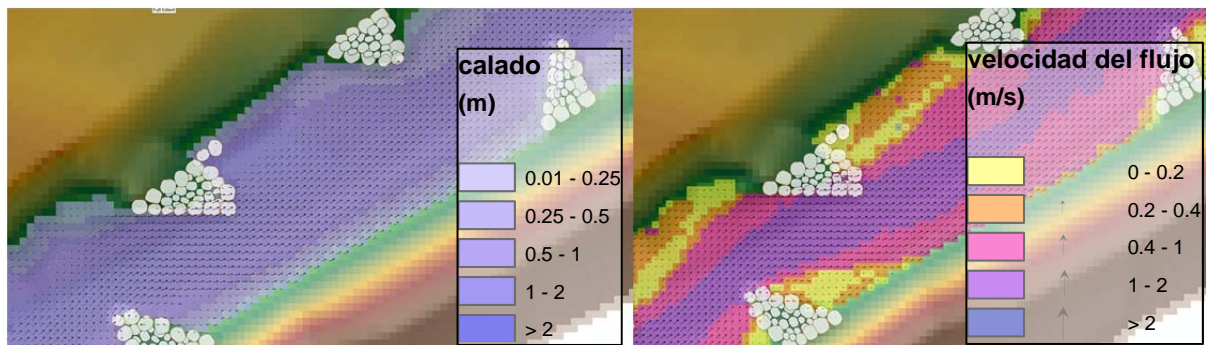 calado
(m)
0.01 - 0.25
0.25 - 0.5
0.5 - 1
1 - 2
> 2
velocidad del flujo
(m/s)
0 - 0.2
0.2 - 0.4
0.4 - 1
1 - 2
> 2